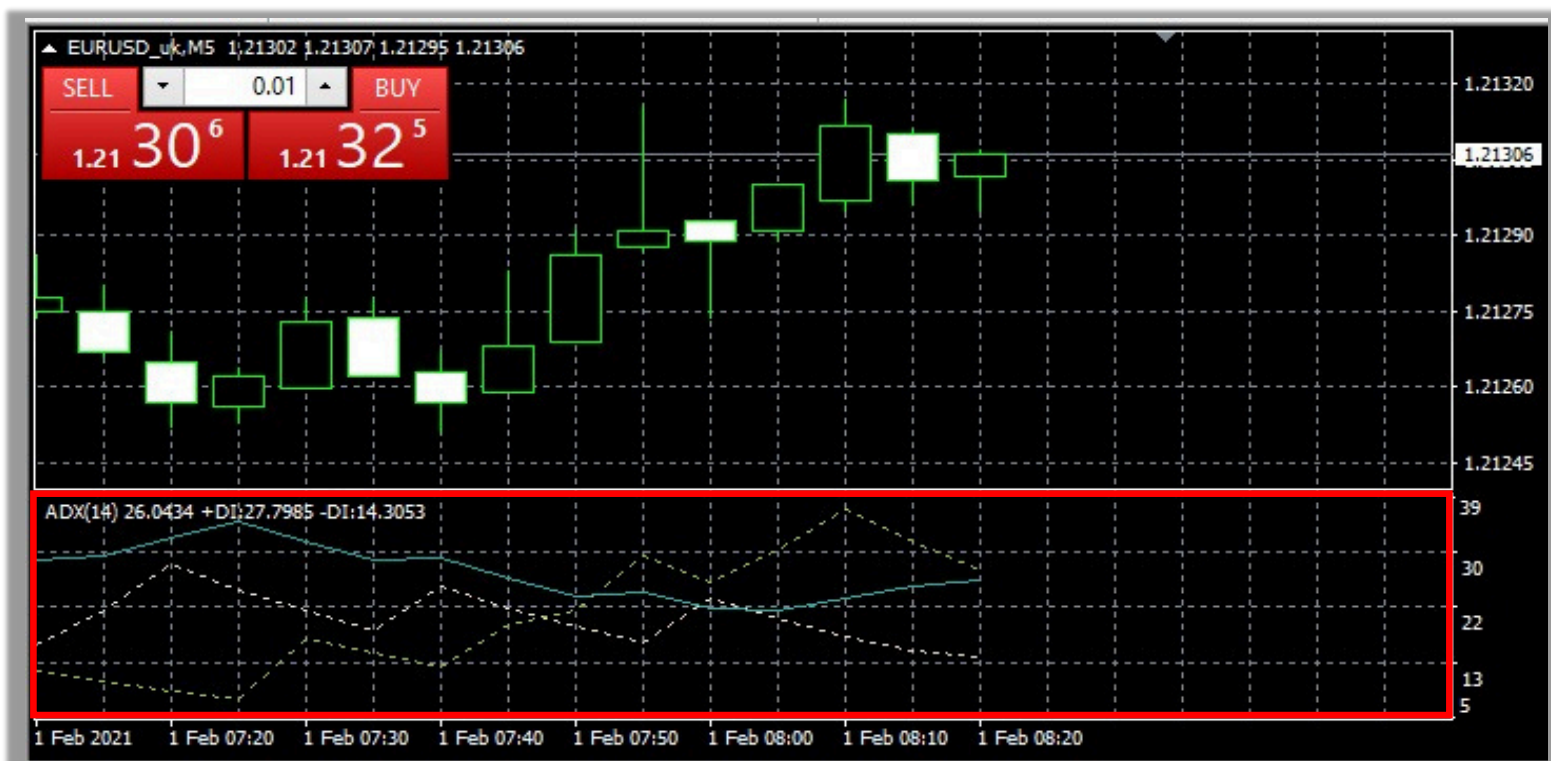 EURUSD_uk,M5 1.21302 1.21307 1.21295 1.21306
SELL 0.01 BUY
1.21 30 6 1.21 32 5
1.21320
1.21306
1.21290
1.21275
1.21260
1.21245
ADX(14) 26.0434 +DI:27.7985 -DI:14.3053
39
30
22
13
5
1 Feb 2021 1 Feb 07:20 1 Feb 07:30 1 Feb 07:40 1 Feb 07:50 1 Feb 08:00 1 Feb 08:10 1 Feb 08:20